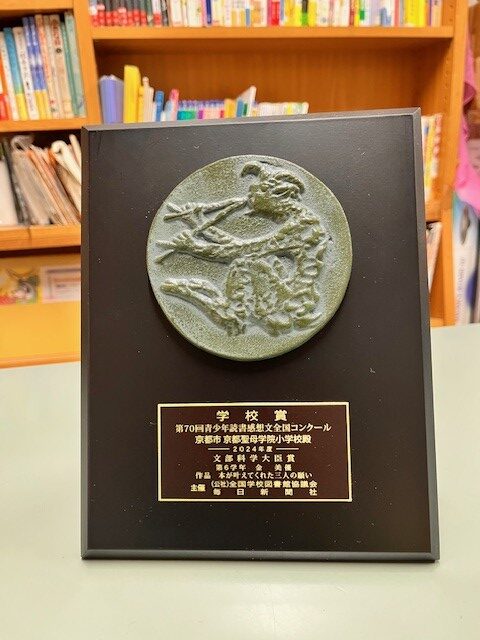 学校賞
第70回青少年読書感想文全国コンクール
京都市 京都聖母学院小学校殿
2024年度
文部科学大臣賞
第6学年 金 美優
作品 本が叶えてくれた三人の願い
主催 (公社)全国学校図書館協議会
毎日新聞社